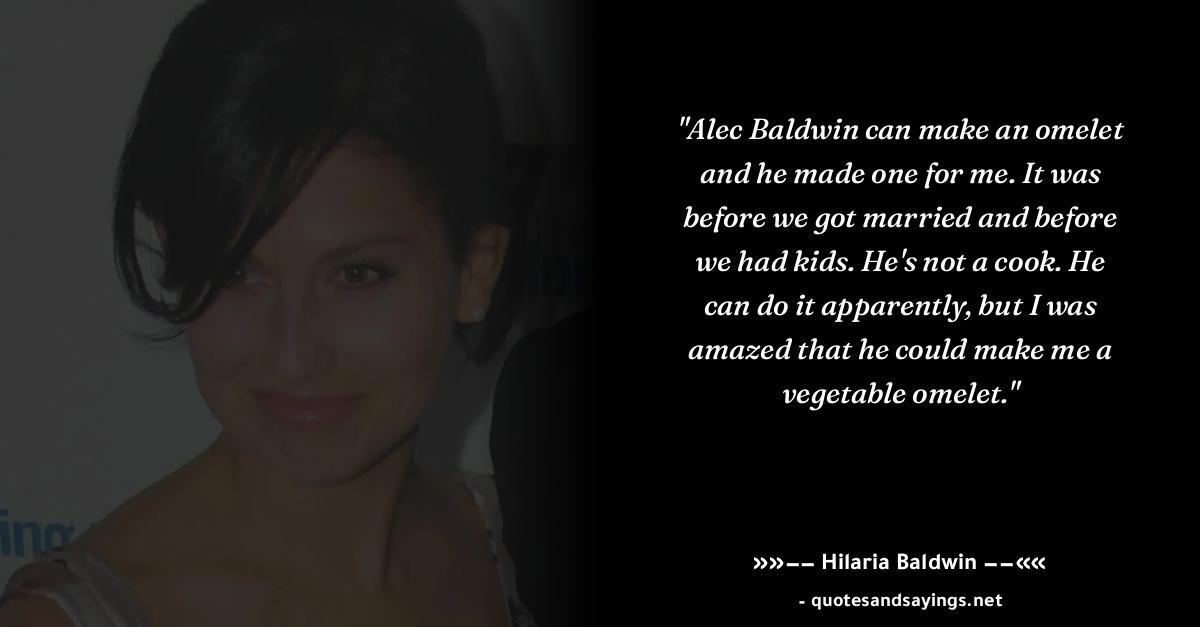 "Alec Baldwin can make an omelet
and he made one for me. It was
before we got married and before
we had kids. He's not a cook. He
can do it apparently, but I was
amazed that he could make me a
vegetable omelet."
»»–– Hilaria Baldwin ––««
- quotesandsayings.net
ing